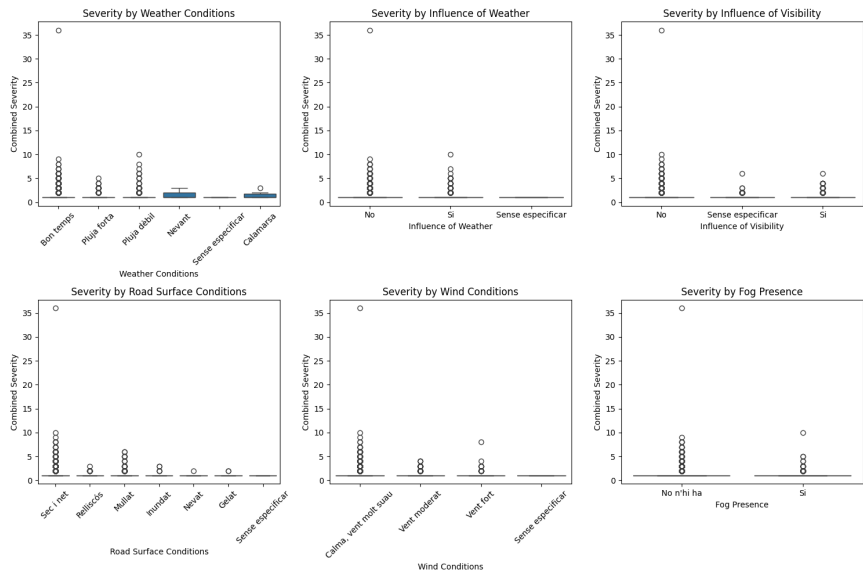 Severity by Weather Conditions
Combined Severity
35
30
25
20
15
10
5
0
Bon temps
Pluja forta
Pluja dèbil
Nevant
Sense especificar
Calamarsa
Weather Conditions
Severity by Influence of Weather
Combined Severity
35
30
25
20
15
10
5
0
No
Si
Sense especificar
Influence of Weather
Severity by Influence of Visibility
Combined Severity
35
30
25
20
15
10
5
0
No
Sense especificar
Si
Influence of Visibility
Severity by Road Surface Conditions
Combined Severity
35
30
25
20
15
10
5
0
Sec i net
Relliscós
Mullat
Inundat
Nevat
Gelat
Sense especificar
Road Surface Conditions
Severity by Wind Conditions
Combined Severity
35
30
25
20
15
10
5
0
Calma, vent molt suau
Vent moderat
Vent fort
Sense especificar
Wind Conditions
Severity by Fog Presence
Combined Severity
35
30
25
20
15
10
5
0
No n'hi ha
Si
Fog Presence